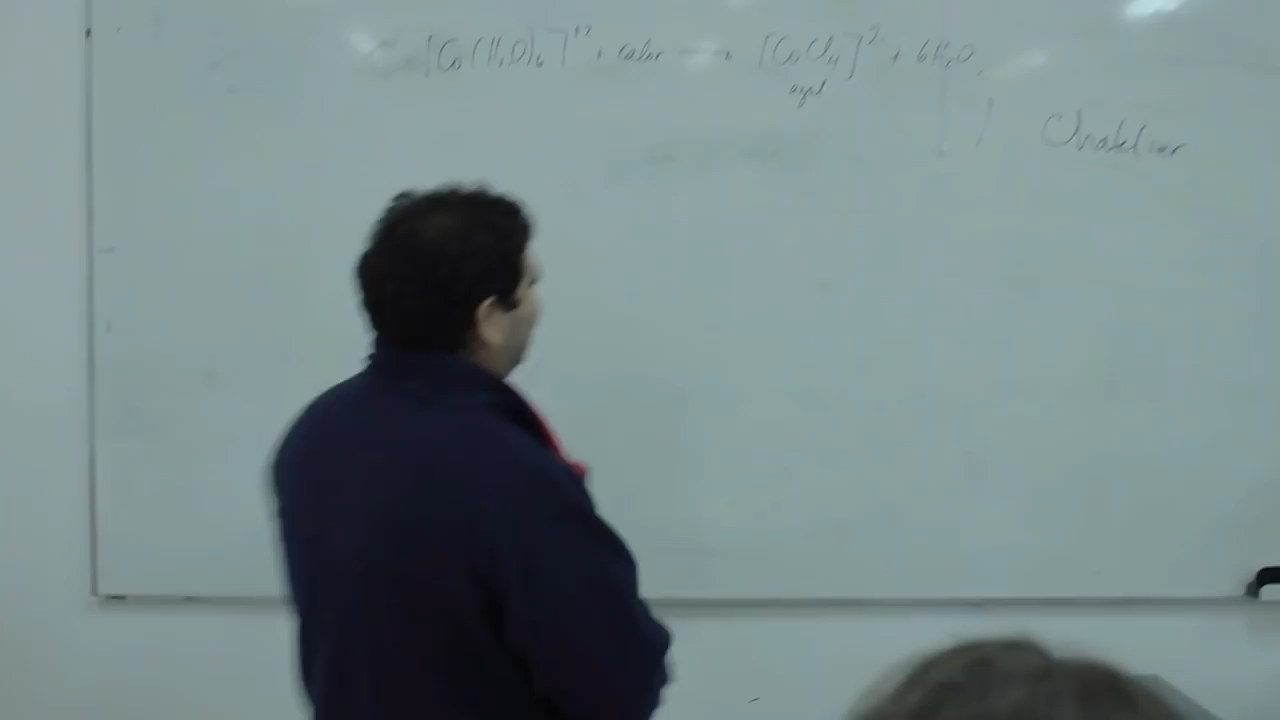 [Co(H₂O)₆]⁺² + calor → [CoCl₄]² + 6H₂O
azul
Chatelier